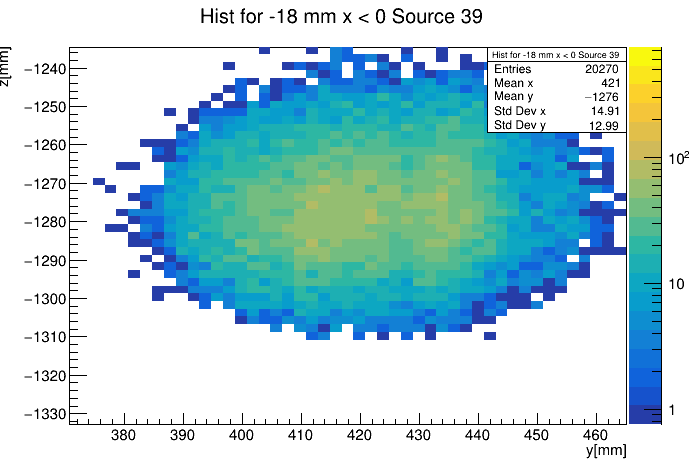 Hist for -18 mm x < 0 Source 39
z[mm]
Hist for -18 mm x < 0 Source 39
Entries 20270
Mean x 421
Mean y −1276
Std Dev x 14.91
Std Dev y 12.99
−1240
−1250
−1260
−1270
−1280
−1290
−1300
−1310
−1320
−1330
10²
10
1
380 390 400 410 420 430 440 450 460
y[mm]